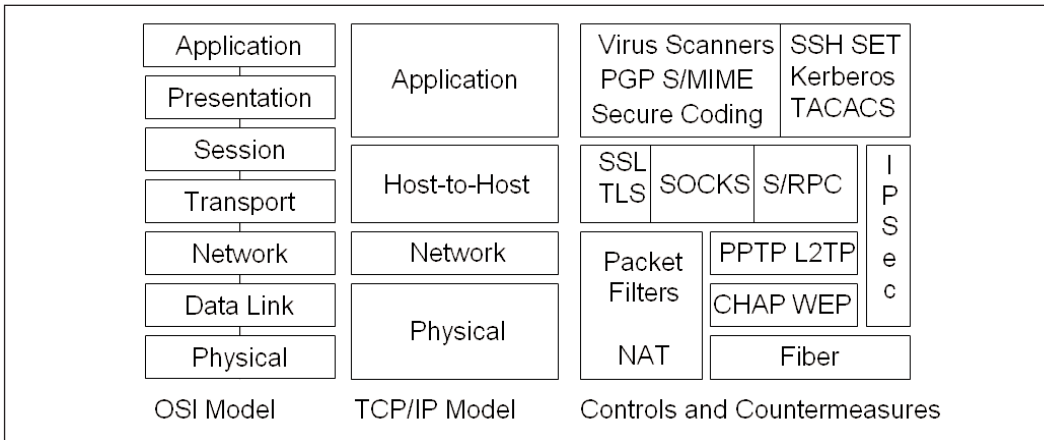 Application
Presentation
Session
Transport
Network
Data Link
Physical
OSI Model
Application
Host-to-Host
Network
Physical
TCP/IP Model
Virus Scanners
PGP S/MIME
Secure Coding
SSH SET
Kerberos
TACACS
SSL
TLS
SOCKS
S/RPC
IPSec
Packet
Filters
NAT
PPTP L2TP
CHAP WEP
Fiber
Controls and Countermeasures